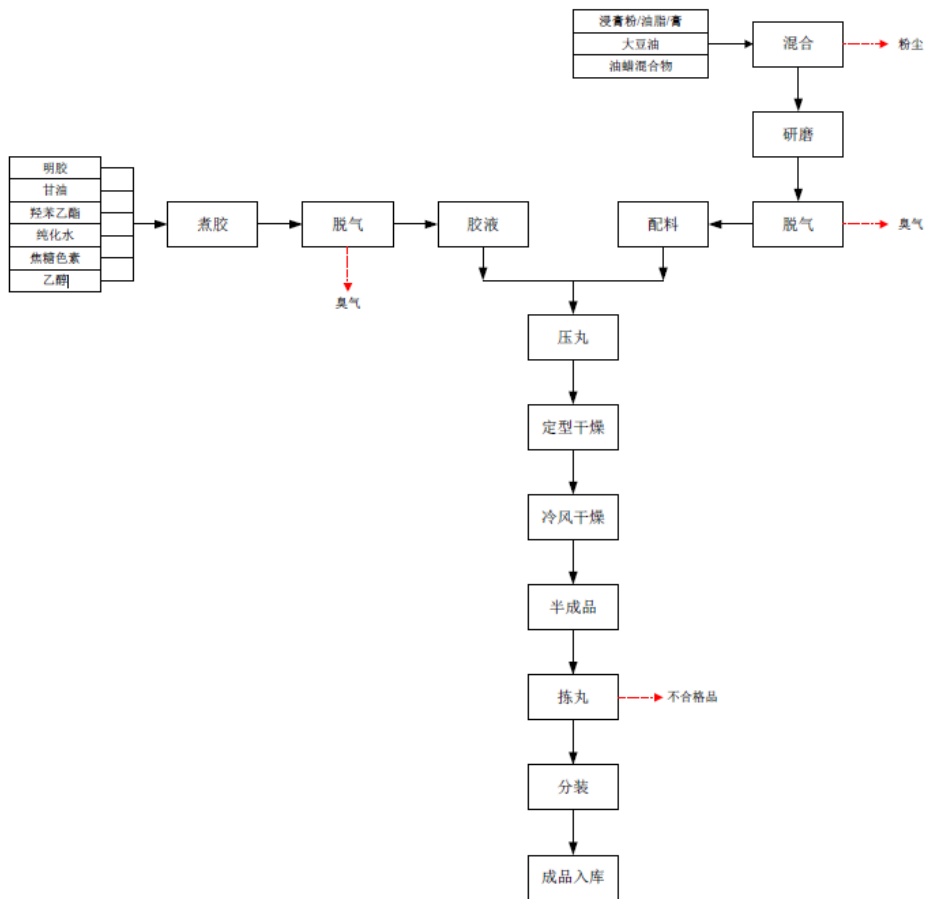 浸膏粉/油脂/膏
大豆油
油蜡混合物
混合
粉尘
研磨
明胶
甘油
羟苯乙酯
纯化水
焦糖色素
乙醇
煮胶
脱气
胶液
配料
脱气
臭气
臭气
压丸
定型干燥
冷风干燥
半成品
拣丸
不合格品
分装
成品入库